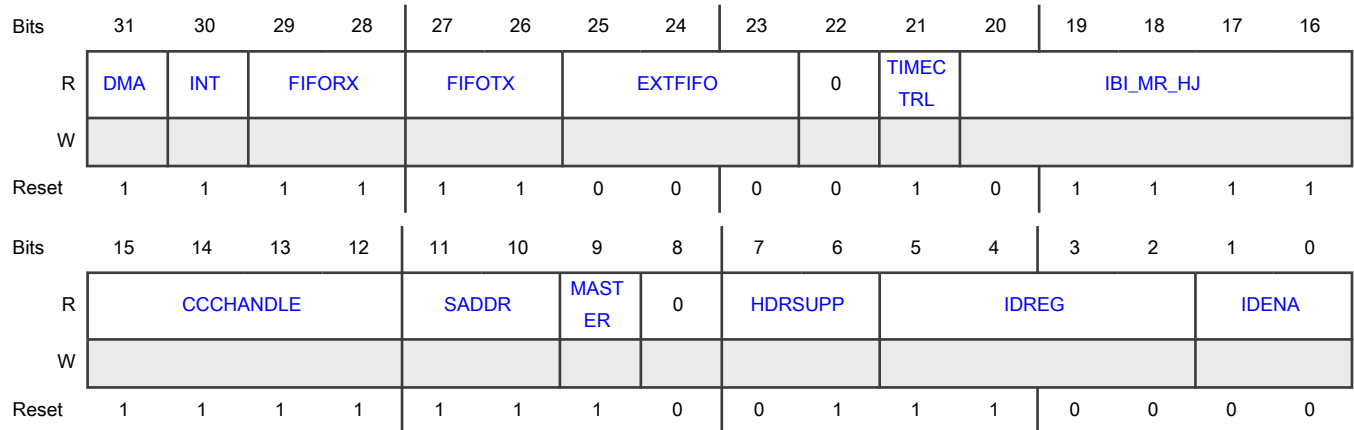 Bits 31 30 29 28 27 26 25 24 23 22 21 20 19 18 17 16
R DMA INT FIFORX FIFOTX EXTFIFO 0 TIMEC
TRL IBI_MR_HJ
W
Reset 1 1 1 1 1 1 0 0 0 0 1 0 1 1 1 1
Bits 15 14 13 12 11 10 9 8 7 6 5 4 3 2 1 0
R CCCHANDLE SADDR MAST
ER 0 HDRSUPP IDREG IDENA
W
Reset 1 1 1 1 1 1 1 0 0 1 1 1 0 0 0 0